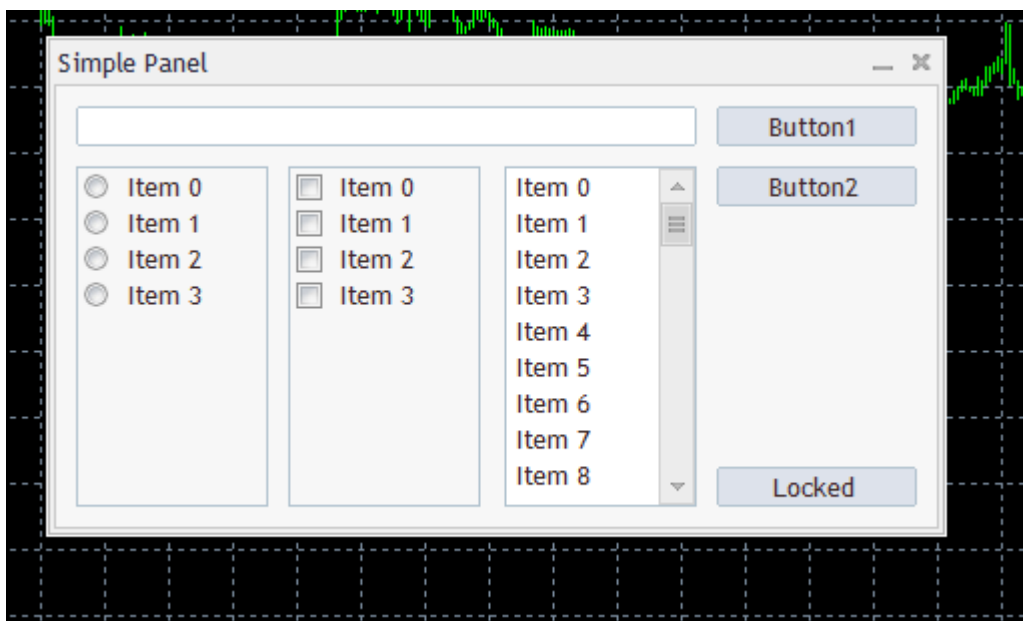 Simple Panel
Button1
Item 0
Item 1
Item 2
Item 3
Item 0
Item 1
Item 2
Item 3
Item 0
Item 1
Item 2
Item 3
Item 4
Item 5
Item 6
Item 7
Item 8
Button2
Locked